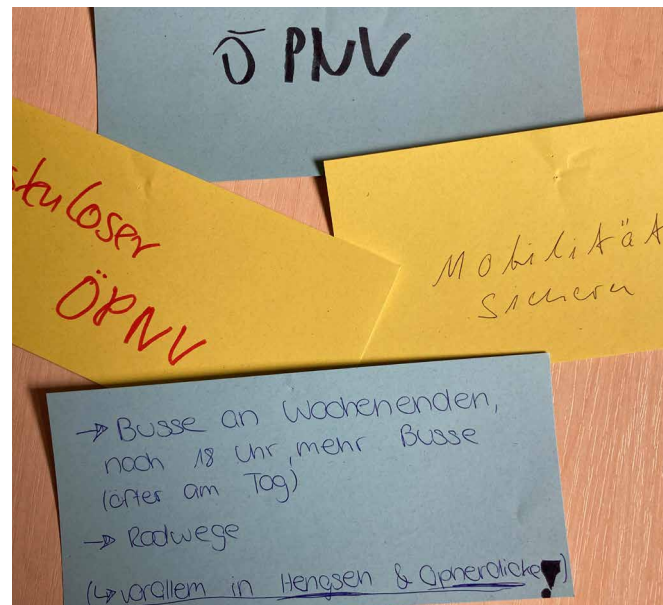 ÖPNV
stenloser
ÖPNV
Mobilität
sichern
→ Busse an Wochenenden,
nach 18 Uhr, mehr Busse
(öfter am Tag)
→ Radwege
(↳ vorallem in Hengsen & Opherdicke!)